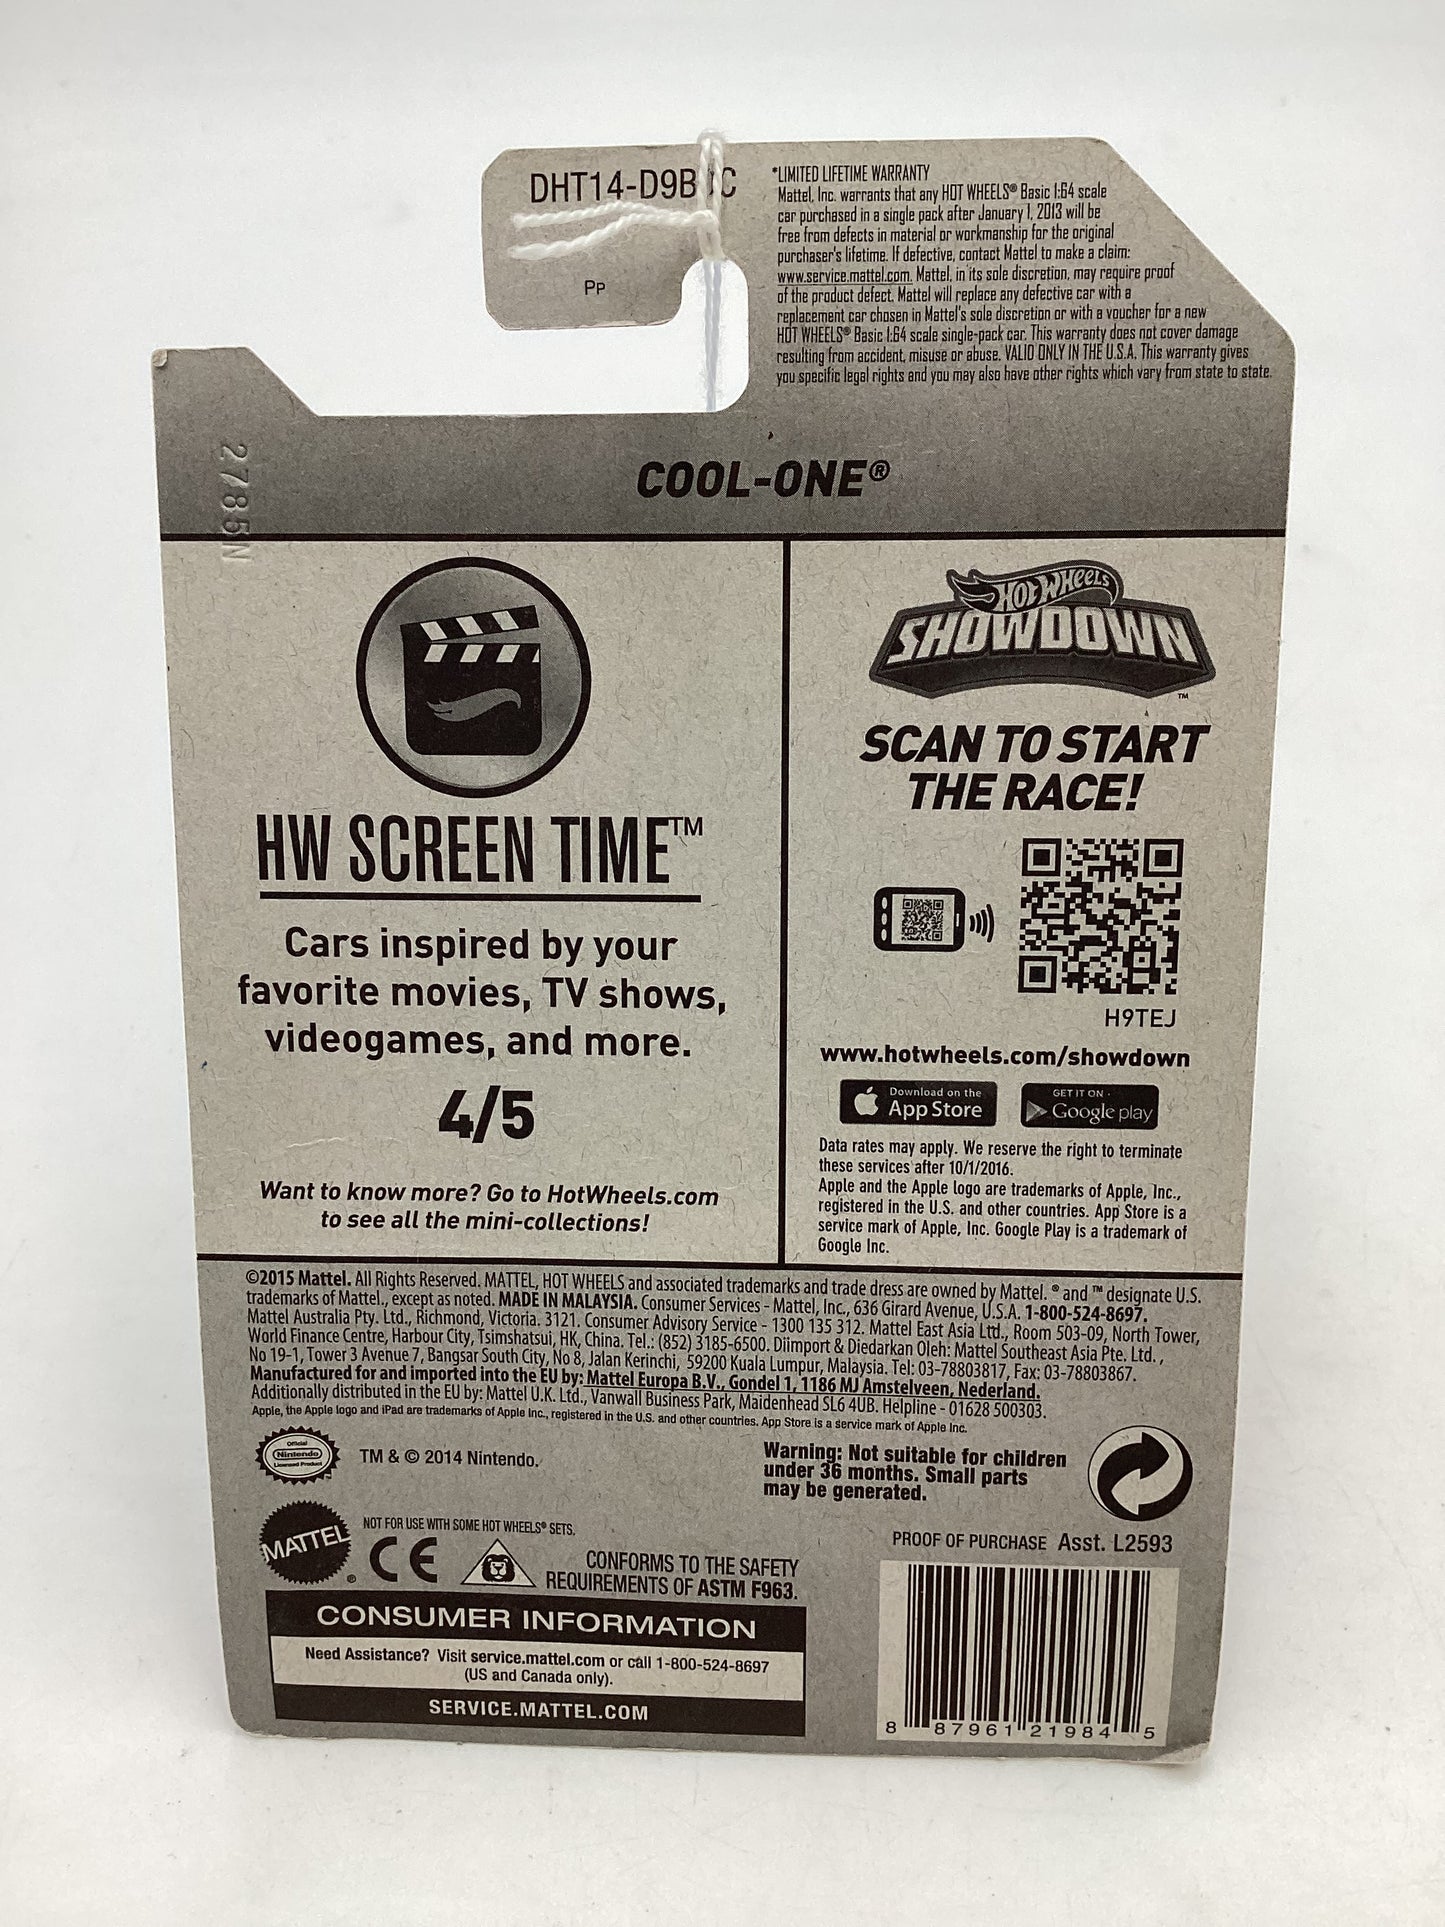 DHT14-D9B C
Pp
*LIMITED LIFETIME WARRANTY
Mattel, Inc. warrants that any HOT WHEELS® Basic 1:64 scale
car purchased in a single pack after January 1, 2013 will be
free from defects in material or workmanship for the original
purchaser's lifetime. If defective, contact Mattel to make a claim:
www.service.mattel.com. Mattel, in its sole discretion, may require proof
of the product defect. Mattel will replace any defective car with a
replacement car chosen in Mattel's sole discretion or with a voucher for a new
HOT WHEELS® Basic 1:64 scale single-pack car. This warranty does not cover damage
resulting from accident, misuse or abuse. VALID ONLY IN THE U.S.A. This warranty gives
you specific legal rights and you may also have other rights which vary from state to state.
2785N
COOL-ONE®
HW SCREEN TIME™
Cars inspired by your
favorite movies, TV shows,
videogames, and more.
4/5
Want to know more? Go to HotWheels.com
to see all the mini-collections!
HOT WHEELS
SHOWDOWN
™
SCAN TO START
THE RACE!
H9TEJ
www.hotwheels.com/showdown
Download on the
App Store
GET IT ON
Google play
Data rates may apply. We reserve the right to terminate
these services after 10/1/2016.
Apple and the Apple logo are trademarks of Apple, Inc.,
registered in the U.S. and other countries. App Store is a
service mark of Apple, Inc. Google Play is a trademark of
Google Inc.
©2015 Mattel. All Rights Reserved. MATTEL, HOT WHEELS and associated trademarks and trade dress are owned by Mattel. ® and ™ designate U.S.
trademarks of Mattel., except as noted. MADE IN MALAYSIA. Consumer Services - Mattel, Inc., 636 Girard Avenue, U.S.A. 1-800-524-8697.
Mattel Australia Pty. Ltd., Richmond, Victoria. 3121. Consumer Advisory Service - 1300 135 312. Mattel East Asia Ltd., Room 503-09, North Tower,
World Finance Centre, Harbour City, Tsimshatsui, HK, China. Tel.: (852) 3185-6500. Diimport & Diedarkan Oleh: Mattel Southeast Asia Pte. Ltd.,
No 19-1, Tower 3 Avenue 7, Bangsar South City, No 8, Jalan Kerinchi, 59200 Kuala Lumpur, Malaysia. Tel: 03-78803817, Fax: 03-78803867.
Manufactured for and imported into the EU by: Mattel Europa B.V., Gondel 1, 1186 MJ Amstelveen, Nederland.
Additionally distributed in the EU by: Mattel U.K. Ltd., Vanwall Business Park, Maidenhead SL6 4UB. Helpline - 01628 500303.
Apple, the Apple logo and iPad are trademarks of Apple Inc., registered in the U.S. and other countries. App Store is a service mark of Apple Inc.
Official
Nintendo
Licensed Product
TM & © 2014 Nintendo.
Warning: Not suitable for children
under 36 months. Small parts
may be generated.
MATTEL
®
NOT FOR USE WITH SOME HOT WHEELS® SETS.
CE
CONFORMS TO THE SAFETY
REQUIREMENTS OF ASTM F963.
PROOF OF PURCHASE Asst. L2593
CONSUMER INFORMATION
Need Assistance? Visit service.mattel.com or call 1-800-524-8697
(US and Canada only).
SERVICE.MATTEL.COM
8 87961 21984 5